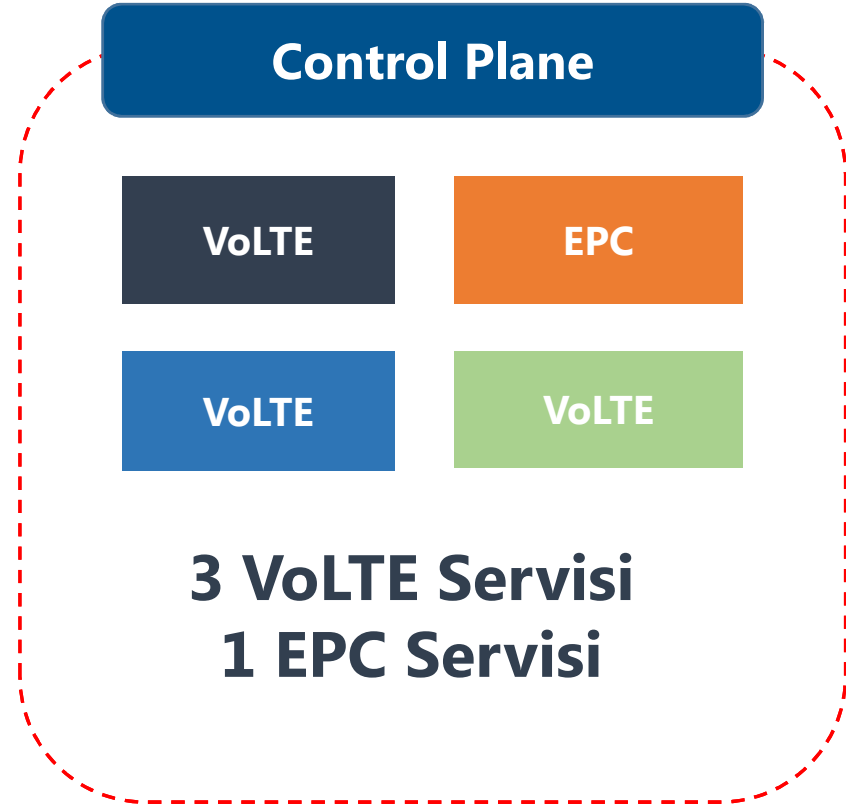 Control Plane
VoLTE
EPC
VoLTE
VoLTE
3 VoLTE Servisi
1 EPC Servisi